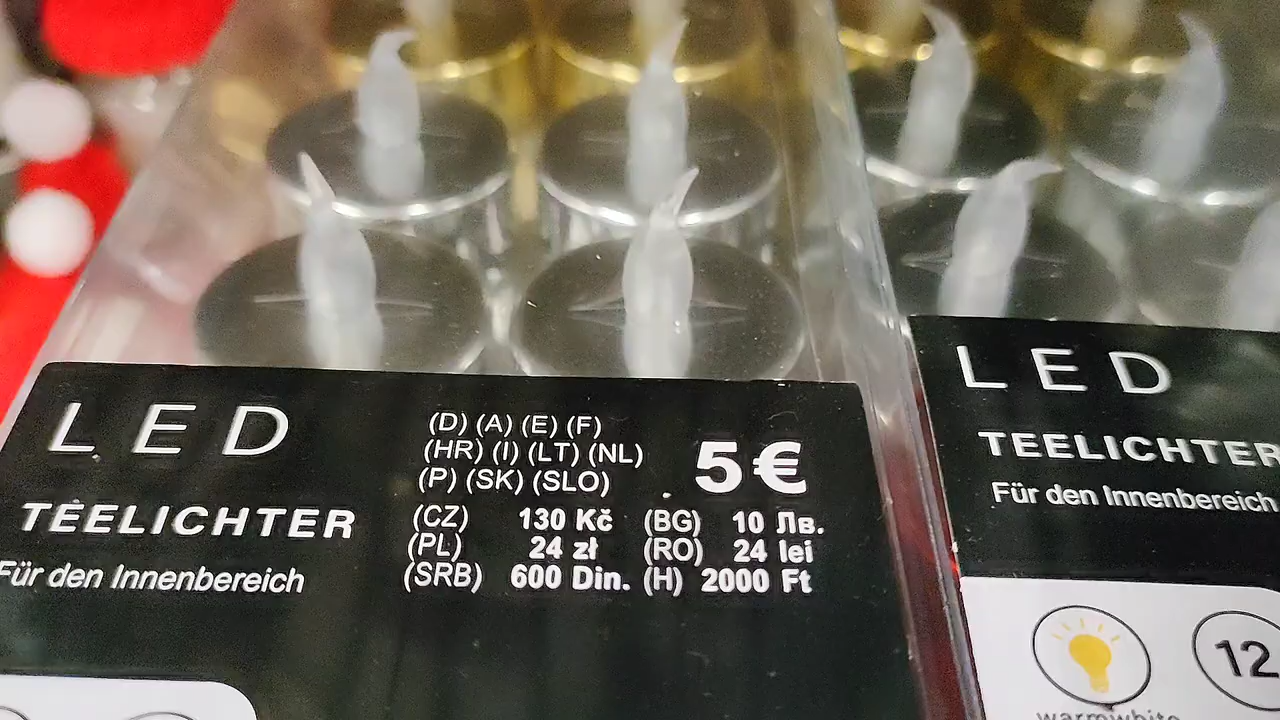 LED
TEELICHTER
Für den Innenbereich
(D) (A) (E) (F)
(HR) (I) (LT) (NL)
(P) (SK) (SLO)
5€
(CZ) 130 Kč (BG) 10 Лв.
(PL) 24 zł (RO) 24 lei
(SRB) 600 Din. (H) 2000 Ft
LED
TEELICHTER
Für den Innenbereich
12
warmwhite